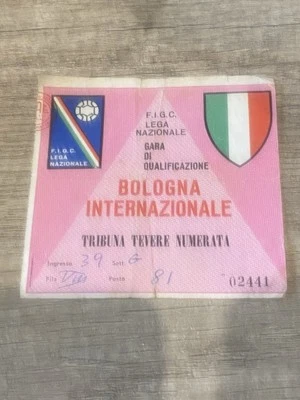 F.I.G.C.
LEGA
NAZIONALE
F.I.G.C.
LEGA
NAZIONALE
GARA
DI
QUALIFICAZIONE
BOLOGNA
INTERNAZIONALE
TRIBUNA TEVERE NUMERATA
Ingresso 39 Sett. G
Fila VIII Posto 81
02441